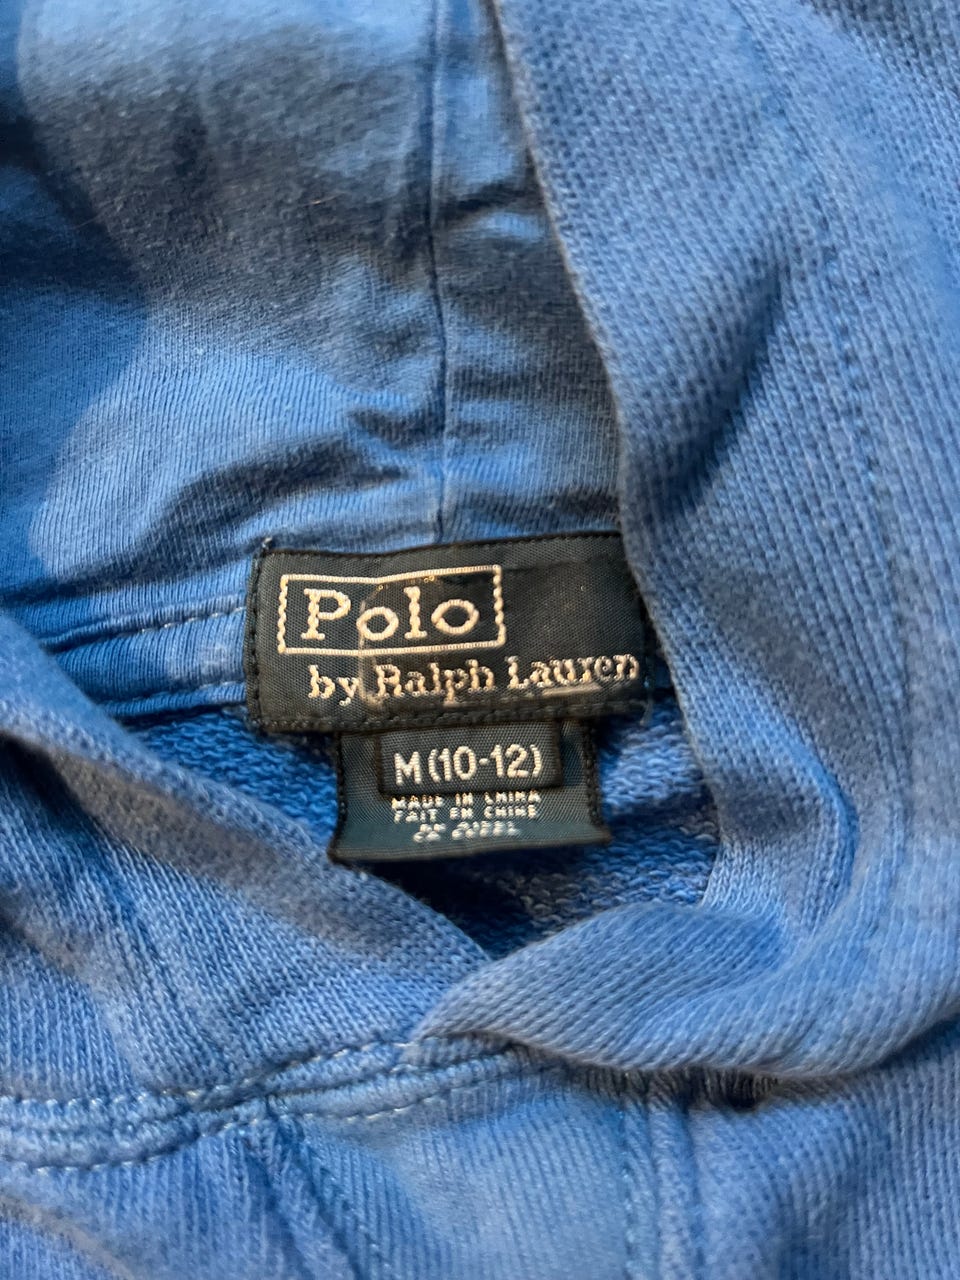 Polo
by Ralph Lauren
M (10-12)
MADE IN CHINA
FAIT EN CHINE